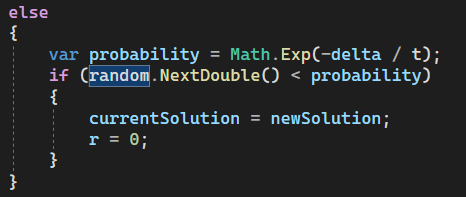 else
{
var probability = Math.Exp(-delta / t);
if (random.NextDouble() < probability)
{
currentSolution = newSolution;
r = 0;
}
}